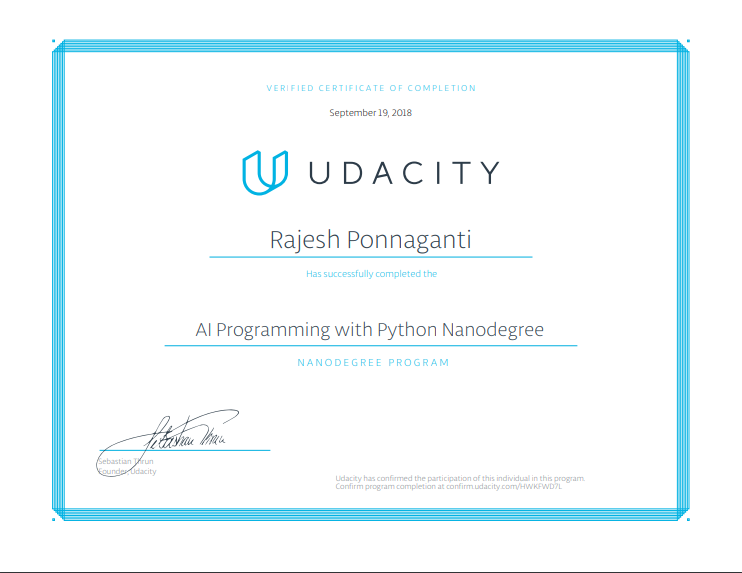 VERIFIED CERTIFICATE OF COMPLETION
September 19, 2018
UDACITY
Rajesh Ponnaganti
Has successfully completed the
AI Programming with Python Nanodegree
NANODEGREE PROGRAM
Sebastian Thrun
Sebastian Thrun
Founder, Udacity
Udacity has confirmed the participation of this individual in this program.
Confirm program completion at confirm.udacity.com/HWKFWD7L